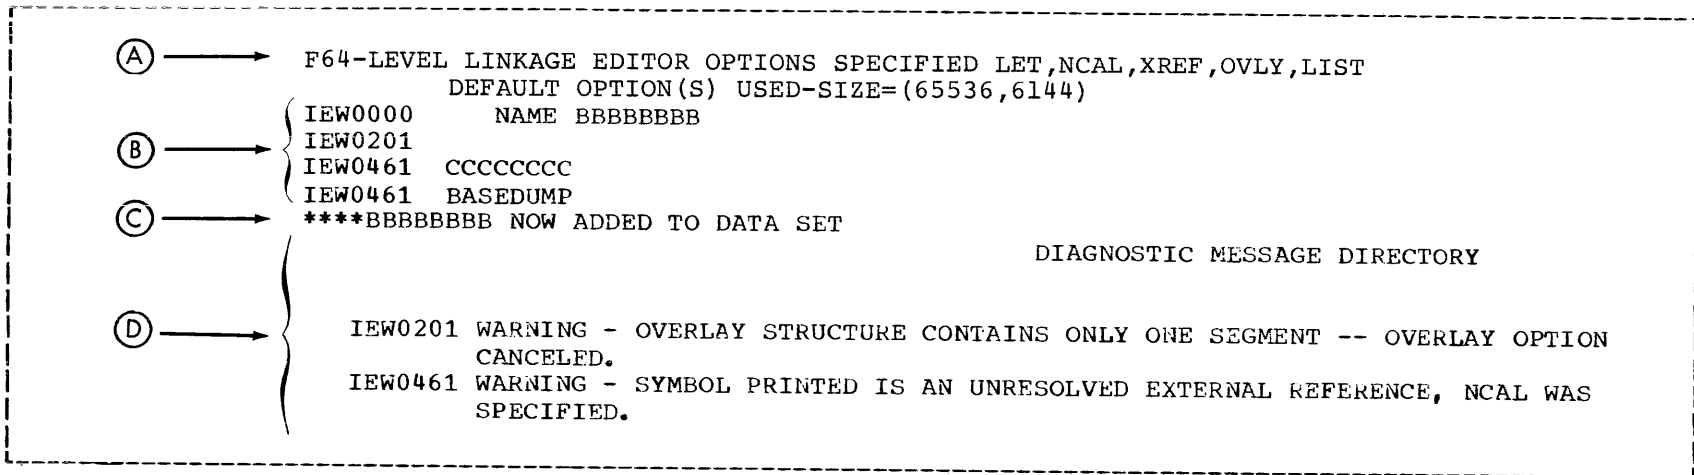 A F64-LEVEL LINKAGE EDITOR OPTIONS SPECIFIED LET,NCAL,XREF,OVLY,LIST
DEFAULT OPTION(S) USED-SIZE=(65536,6144)
IEW0000 NAME BBBBBBBB
B IEW0201
IEW0461 CCCCCCCC
IEW0461 BASEDUMP
C ****BBBBBBBB NOW ADDED TO DATA SET
DIAGNOSTIC MESSAGE DIRECTORY
D IEW0201 WARNING - OVERLAY STRUCTURE CONTAINS ONLY ONE SEGMENT -- OVERLAY OPTION
CANCELED.
IEW0461 WARNING - SYMBOL PRINTED IS AN UNRESOLVED EXTERNAL REFERENCE, NCAL WAS
SPECIFIED.